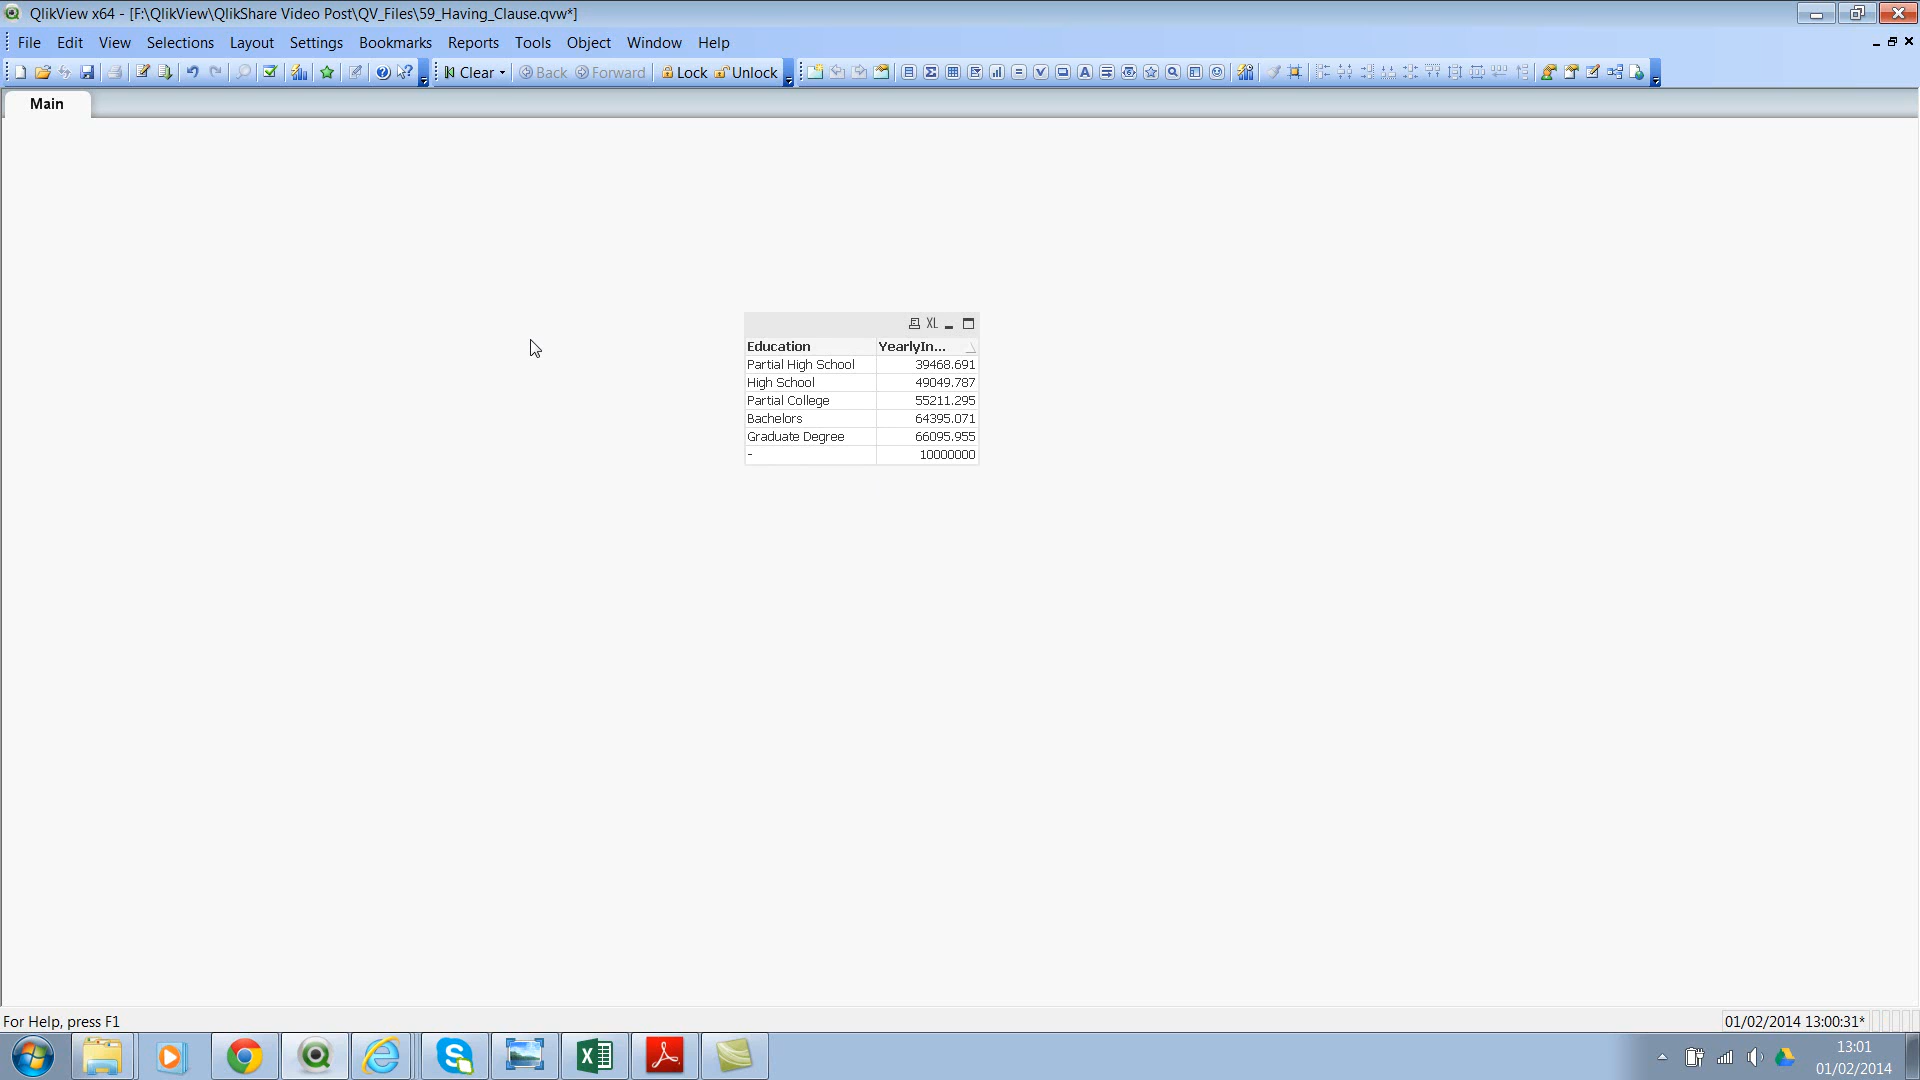 QlikView x64 - [F:\QlikView\QlikShare Video Post\QV_Files\59_Having_Clause.qvw*]
File Edit View Selections Layout Settings Bookmarks Reports Tools Object Window Help
Clear Back Forward Lock Unlock
Main
XL
Education YearlyIn...
Partial High School 39468.691
High School 49049.787
Partial College 55211.295
Bachelors 64395.071
Graduate Degree 66095.955
- 10000000
For Help, press F1 01/02/2014 13:00:31*
13:01
01/02/2014